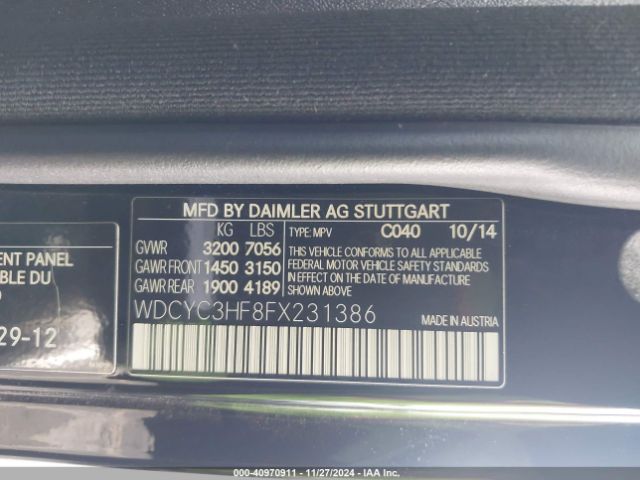 MFD BY DAIMLER AG STUTTGART
KG LBS
GVWR 3200 7056
GAWR FRONT 1450 3150
GAWR REAR 1900 4189
TYPE: MPV C040 10/14
THIS VEHICLE CONFORMS TO ALL APPLICABLE
FEDERAL MOTOR VEHICLE SAFETY STANDARDS
IN EFFECT ON THE DATE OF MANUFACTURE
SHOWN ABOVE.
WDCYC3HF8FX231386
MADE IN AUSTRIA
ENT PANEL
BLE DU
29-12
000-40970911 - 11/27/2024 - IAA Inc.